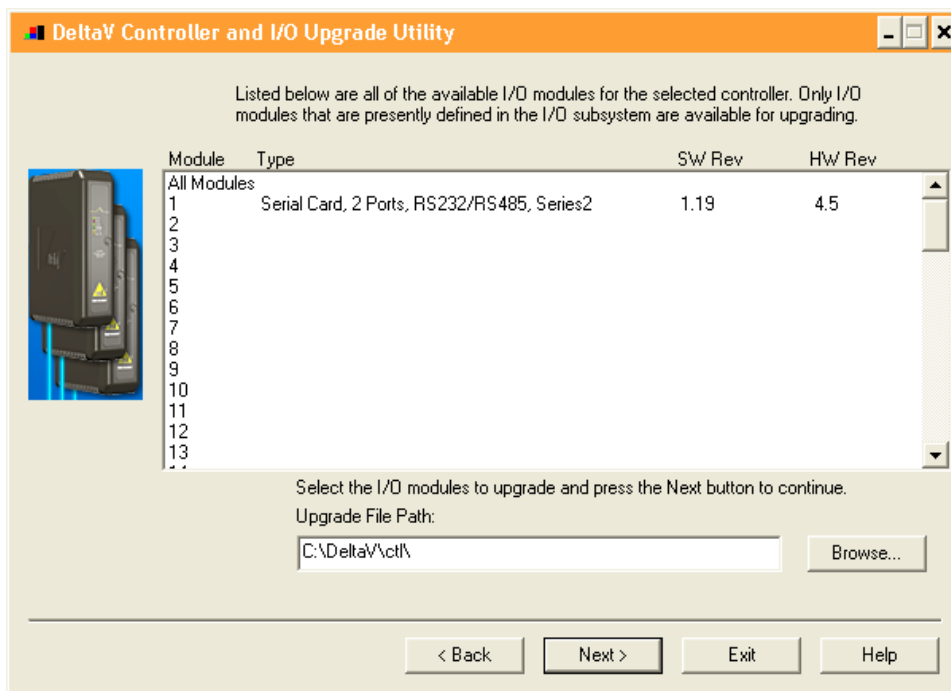 DeltaV Controller and I/O Upgrade Utility
Listed below are all of the available I/O modules for the selected controller. Only I/O
modules that are presently defined in the I/O subsystem are available for upgrading.
Module Type SW Rev HW Rev
All Modules
1 Serial Card, 2 Ports, RS232/RS485, Series2 1.19 4.5
2
3
4
5
6
7
8
9
10
11
12
13
Select the I/O modules to upgrade and press the Next button to continue.
Upgrade File Path:
C:\DeltaV\ctl\ Browse...
< Back Next > Exit Help